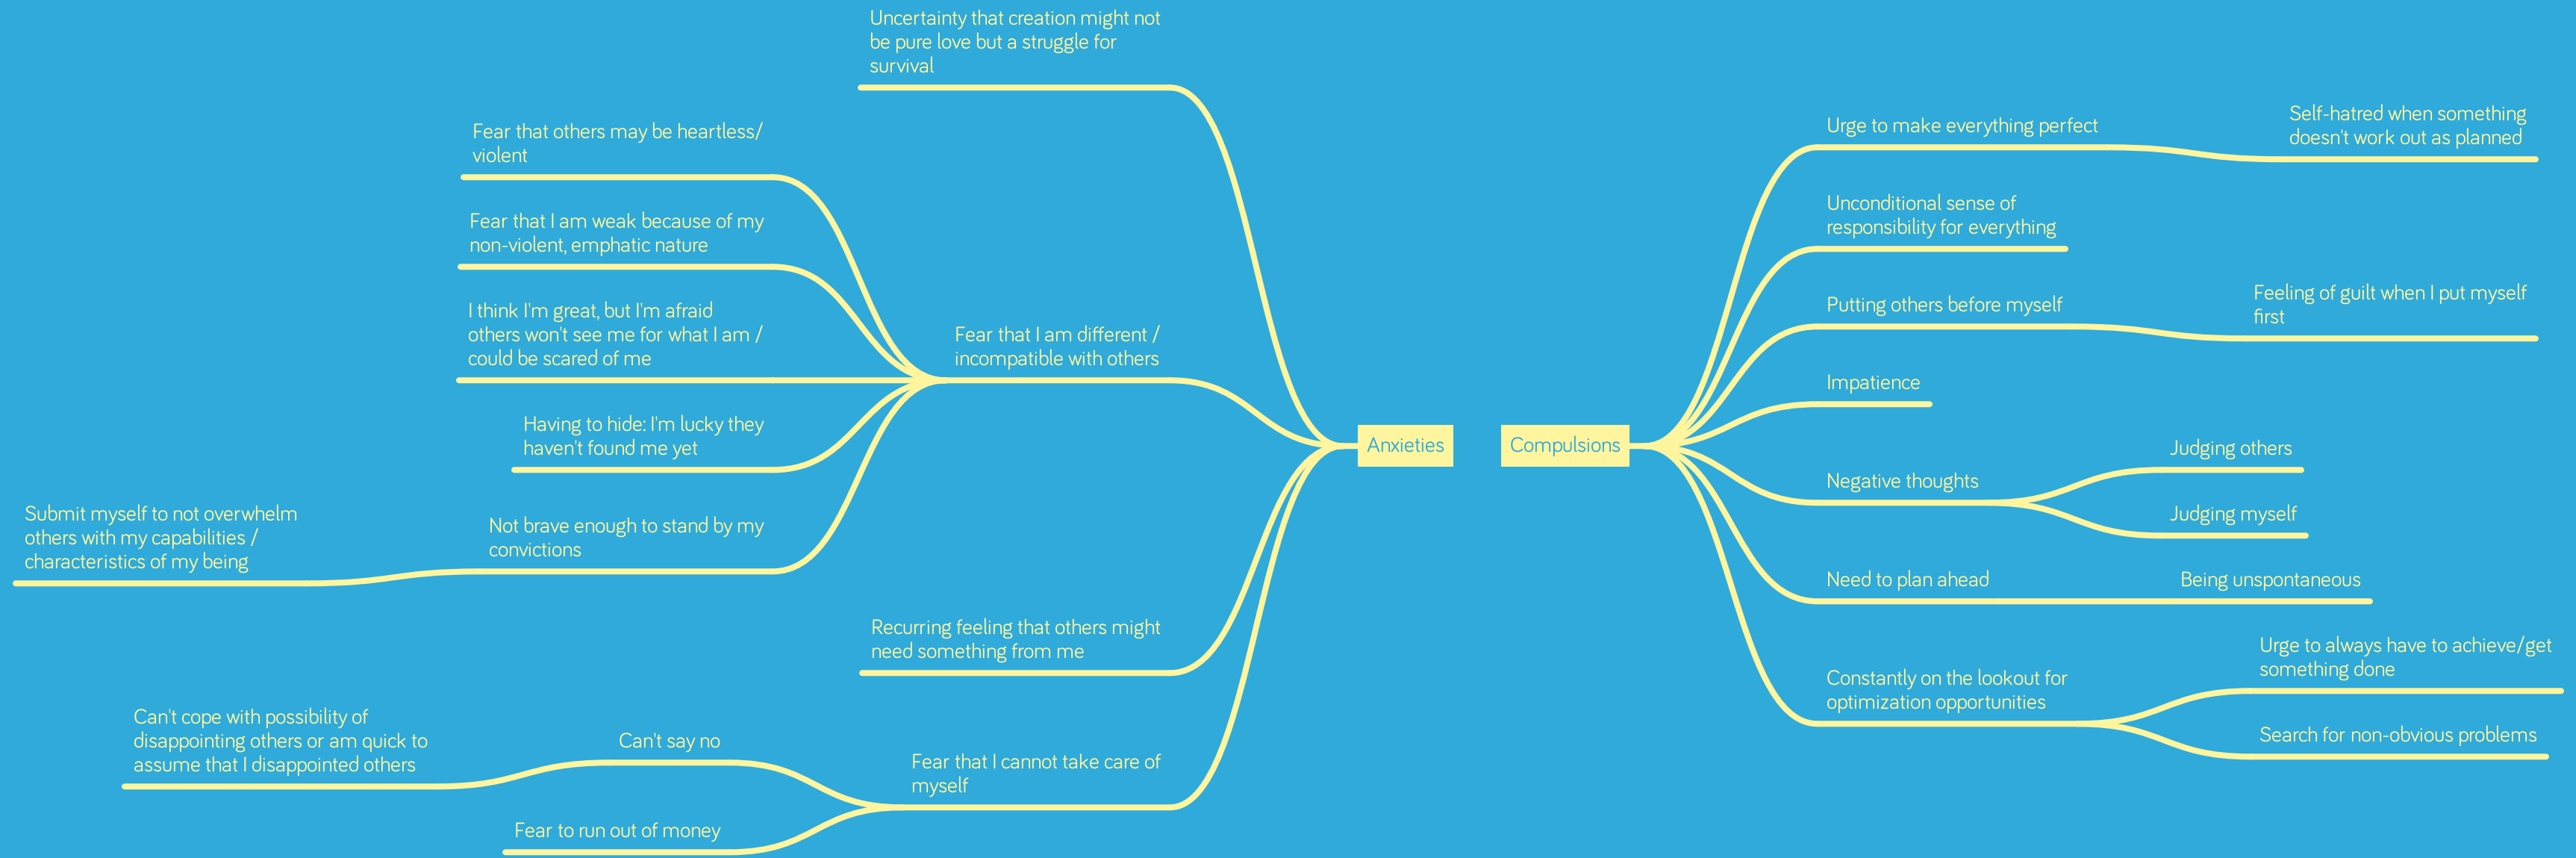 Uncertainty that creation might not
be pure love but a struggle for
survival
Fear that others may be heartless/
violent
Fear that I am weak because of my
non-violent, emphatic nature
I think I'm great, but I'm afraid
others won't see me for what I am /
could be scared of me
Fear that I am different /
incompatible with others
Having to hide: I'm lucky they
haven't found me yet
Submit myself to not overwhelm
others with my capabilities /
characteristics of my being
Not brave enough to stand by my
convictions
Recurring feeling that others might
need something from me
Can't cope with possibility of
disappointing others or am quick to
assume that I disappointed others
Can't say no
Fear that I cannot take care of
myself
Fear to run out of money
Anxieties
Compulsions
Urge to make everything perfect
Self-hatred when something
doesn't work out as planned
Unconditional sense of
responsibility for everything
Putting others before myself
Feeling of guilt when I put myself
first
Impatience
Negative thoughts
Judging others
Judging myself
Need to plan ahead
Being unspontaneous
Constantly on the lookout for
optimization opportunities
Urge to always have to achieve/get
something done
Search for non-obvious problems